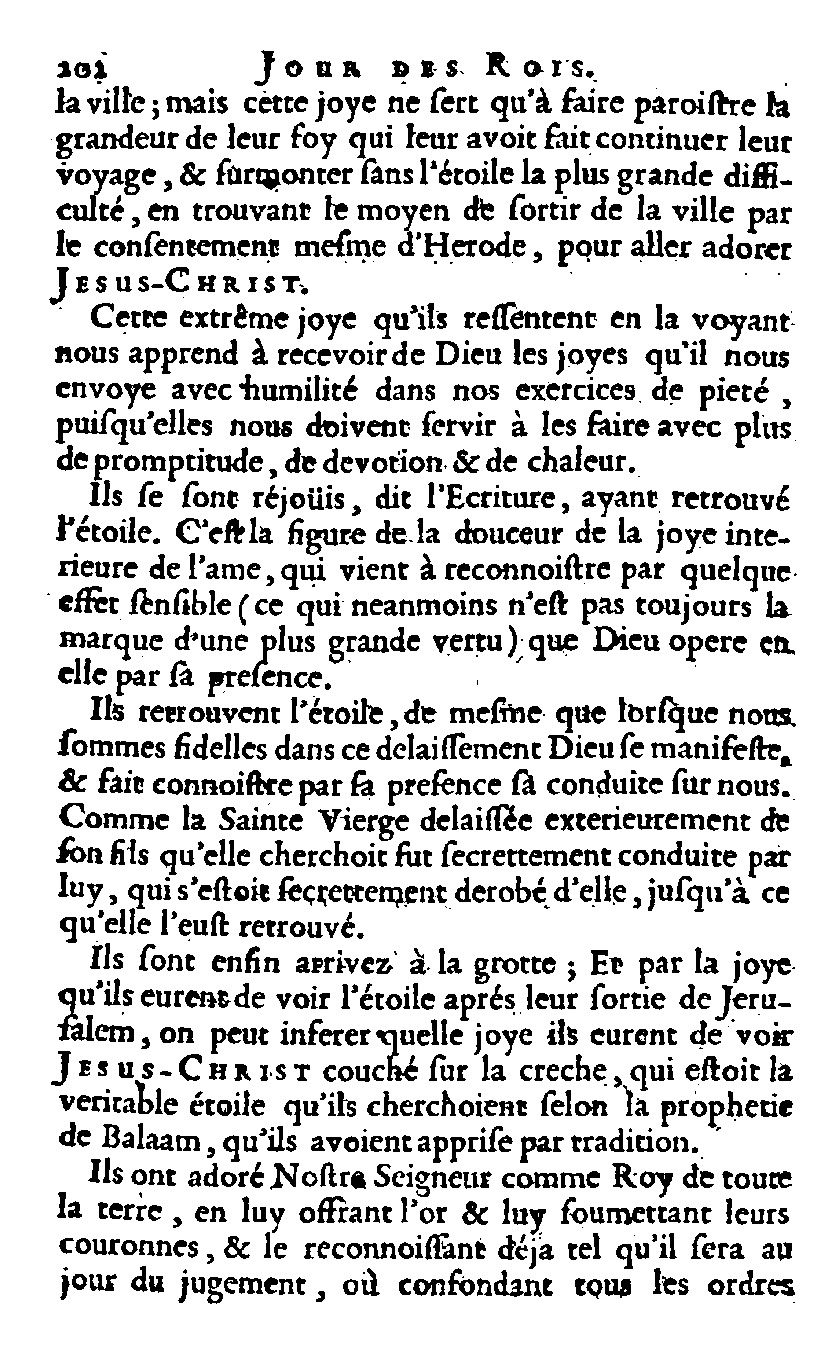 202 JOUR DES ROIS.
la ville ; mais cette joye ne ſert qu'à faire paroiſtre la
grandeur de leur foy qui leur avoit fait continuer leur
voyage , & ſurmonter ſans l'étoile la plus grande diffi-
culté , en trouvant le moyen de ſortir de la ville par
le conſentement meſme d'Herode , pour aller adorer
JESUS-CHRIST.
Cette extrême joye qu'ils reſſentent en la voyant
nous apprend à recevoir de Dieu les joyes qu'il nous
envoye avec humilité dans nos exercices de pieté ,
puiſqu'elles nous doivent ſervir à les faire avec plus
de promptitude , de devotion & de chaleur.
Ils ſe ſont réjoüis , dit l'Ecriture , ayant retrouvé
l'étoile. C'eſt la figure de la douceur de la joye inte-
rieure de l'ame , qui vient à reconnoiſtre par quelque
effet ſenſible ( ce qui neanmoins n'eſt pas toujours la
marque d'une plus grande vertu ) que Dieu opere en
elle par ſa preſence.
Ils retrouvent l'étoile , de meſme que lorſque nous
ſommes fidelles dans ce delaiſſement Dieu ſe manifeſte,
& fait connoiſtre par ſa preſence ſa conduite ſur nous.
Comme la Sainte Vierge delaiſſée exterieurement de
ſon fils qu'elle cherchoit fut ſecrettement conduite par
luy , qui s'eſtoit ſecrettement derobé d'elle , juſqu'à ce
qu'elle l'euſt retrouvé.
Ils ſont enfin arrivez à la grotte ; Et par la joye
qu'ils eurent de voir l'étoile aprés leur ſortie de Jeru-
ſalem , on peut inferer quelle joye ils eurent de voir
JESUS-CHRIST couché ſur la creche , qui eſtoit la
veritable étoile qu'ils cherchoient ſelon la prophetie
de Balaam , qu'ils avoient appriſe par tradition.
Ils ont adoré Noſtre Seigneur comme Roy de toute
la terre , en luy offrant l'or & luy ſoumettant leurs
couronnes , & le reconnoiſſant déja tel qu'il ſera au
jour du jugement , où confondant tous les ordres